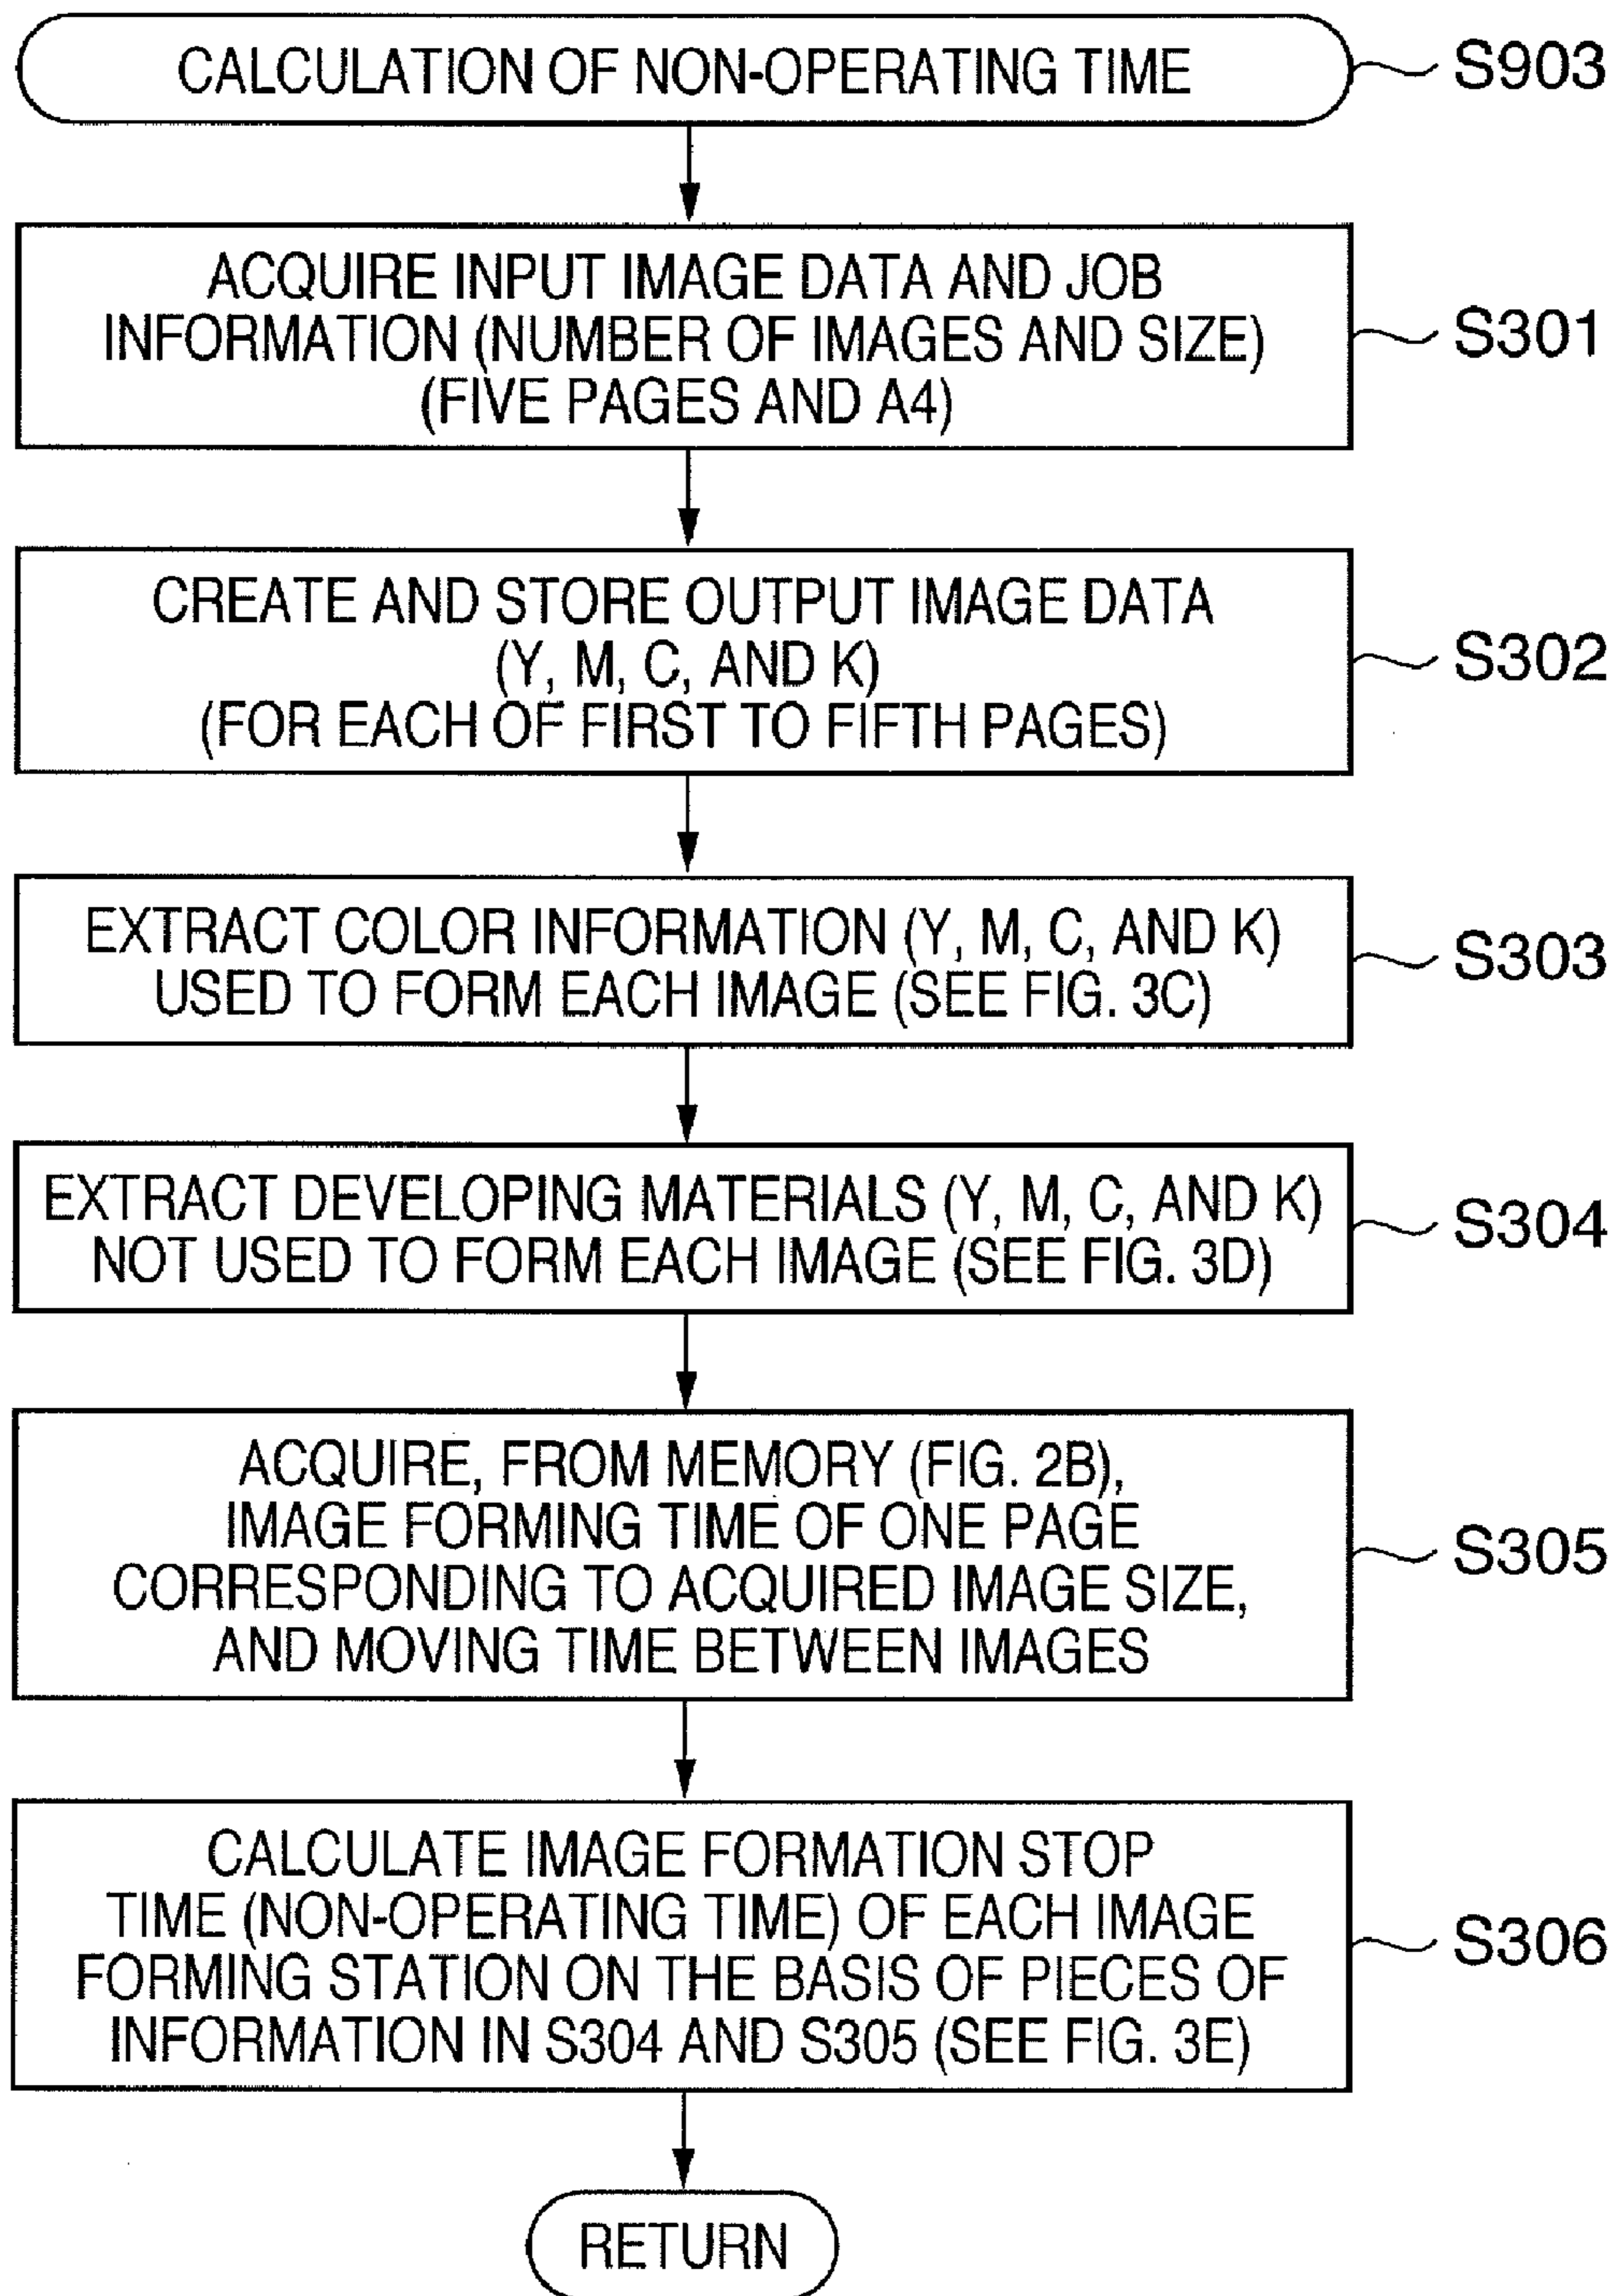 CALCULATION OF NON-OPERATING TIME
S903
ACQUIRE INPUT IMAGE DATA AND JOB
INFORMATION (NUMBER OF IMAGES AND SIZE)
(FIVE PAGES AND A4)
S301
CREATE AND STORE OUTPUT IMAGE DATA
(Y, M, C, AND K)
(FOR EACH OF FIRST TO FIFTH PAGES)
S302
EXTRACT COLOR INFORMATION (Y, M, C, AND K)
USED TO FORM EACH IMAGE (SEE FIG. 3C)
S303
EXTRACT DEVELOPING MATERIALS (Y, M, C, AND K)
NOT USED TO FORM EACH IMAGE (SEE FIG. 3D)
S304
ACQUIRE, FROM MEMORY (FIG. 2B),
IMAGE FORMING TIME OF ONE PAGE
CORRESPONDING TO ACQUIRED IMAGE SIZE,
AND MOVING TIME BETWEEN IMAGES
S305
CALCULATE IMAGE FORMATION STOP
TIME (NON-OPERATING TIME) OF EACH IMAGE
FORMING STATION ON THE BASIS OF PIECES OF
INFORMATION IN S304 AND S305 (SEE FIG. 3E)
S306
RETURN